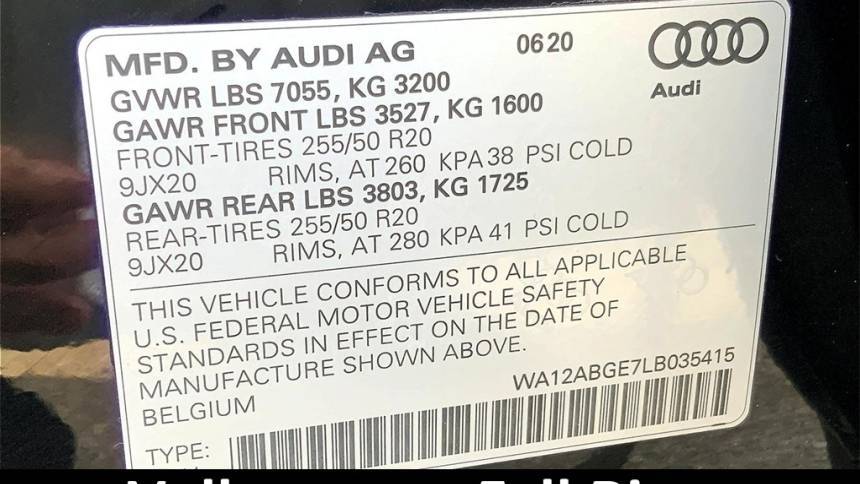 MFD. BY AUDI AG 0620
Audi
GVWR LBS 7055, KG 3200
GAWR FRONT LBS 3527, KG 1600
FRONT-TIRES 255/50 R20
9JX20 RIMS, AT 260 KPA 38 PSI COLD
GAWR REAR LBS 3803, KG 1725
REAR-TIRES 255/50 R20
9JX20 RIMS, AT 280 KPA 41 PSI COLD
THIS VEHICLE CONFORMS TO ALL APPLICABLE
U.S. FEDERAL MOTOR VEHICLE SAFETY
STANDARDS IN EFFECT ON THE DATE OF
MANUFACTURE SHOWN ABOVE.
BELGIUM WA12ABGE7LB035415
TYPE: